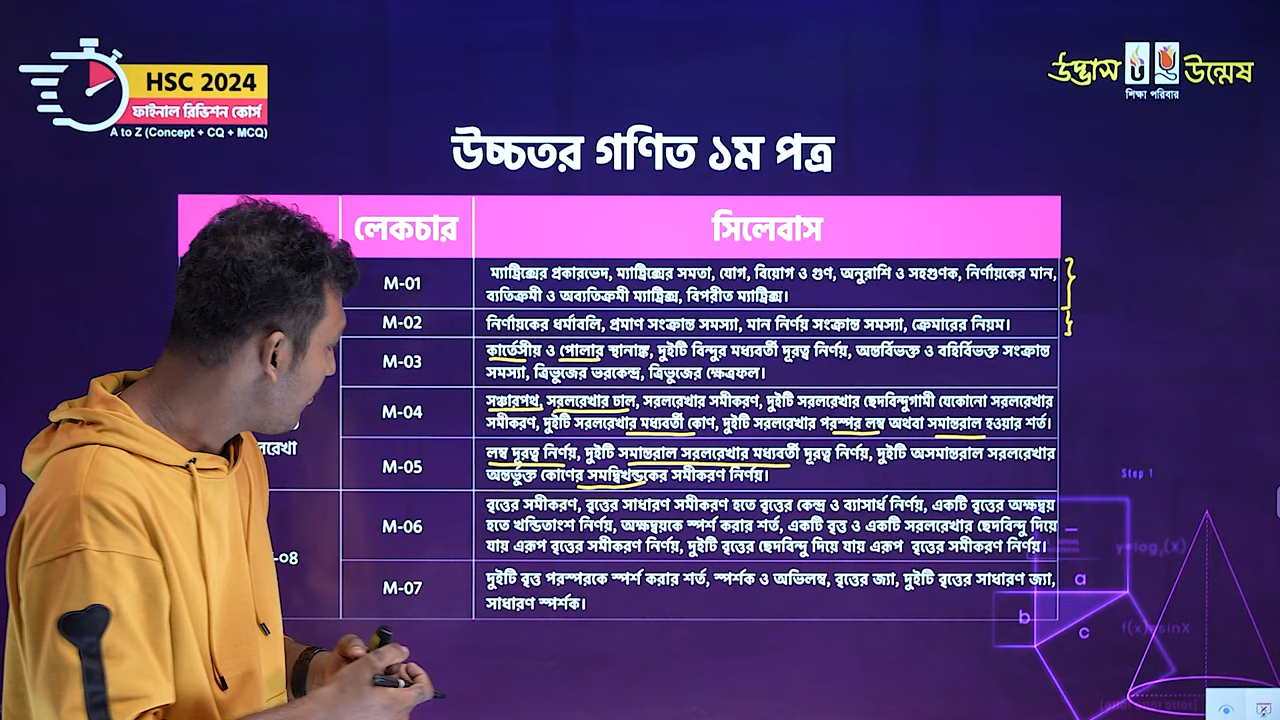 HSC 2024
ফাইনাল রিভিশন কোর্স
A to Z (Concept + CQ + MCQ)
উদ্ভাস উন্মেষ
শিক্ষা পরিবার
উচ্চতর গণিত ১ম পত্র
লেকচার সিলেবাস
M-01
ম্যাট্রিক্সের প্রকারভেদ, ম্যাট্রিক্সের সমতা, যোগ, বিয়োগ ও গুণ, অনুরাশি ও সহগুণক, নির্ণায়কের মান,
ব্যতিক্রমী ও অব্যতিক্রমী ম্যাট্রিক্স, বিপরীত ম্যাট্রিক্স।
M-02
নির্ণায়কের ধর্মাবলি, প্রমাণ সংক্রান্ত সমস্যা, মান নির্ণয় সংক্রান্ত সমস্যা, ক্রেমারের নিয়ম।
M-03
কার্তেসীয় ও পোলার স্থানাঙ্ক, দুইটি বিন্দুর মধ্যবর্তী দূরত্ব নির্ণয়, অন্তর্বিভক্ত ও বহির্বিভক্ত সংক্রান্ত
সমস্যা, ত্রিভুজের ভরকেন্দ্র, ত্রিভুজের ক্ষেত্রফল।
M-04
সঞ্চারপথ, সরলরেখার ঢাল, সরলরেখার সমীকরণ, দুইটি সরলরেখার ছেদবিন্দুগামী যেকোনো সরলরেখার
সমীকরণ, দুইটি সরলরেখার মধ্যবর্তী কোণ, দুইটি সরলরেখার পরস্পর লম্ব অথবা সমান্তরাল হওয়ার শর্ত।
লরেখা
M-05
লম্ব দূরত্ব নির্ণয়, দুইটি সমান্তরাল সরলরেখার মধ্যবর্তী দূরত্ব নির্ণয়, দুইটি অসমান্তরাল সরলরেখার
অন্তর্ভুক্ত কোণের সমদ্বিখন্ডকের সমীকরণ নির্ণয়।
M-06
বৃত্তের সমীকরণ, বৃত্তের সাধারণ সমীকরণ হতে বৃত্তের কেন্দ্র ও ব্যাসার্ধ নির্ণয়, একটি বৃত্তের অক্ষদ্বয়
হতে খন্ডিতাংশ নির্ণয়, অক্ষদ্বয়কে স্পর্শ করার শর্ত, একটি বৃত্ত ও একটি সরলরেখার ছেদবিন্দু দিয়ে
যায় এরূপ বৃত্তের সমীকরণ নির্ণয়, দুইটি বৃত্তের ছেদবিন্দু দিয়ে যায় এরূপ বৃত্তের সমীকরণ নির্ণয়।
-০৪
M-07
দুইটি বৃত্ত পরস্পরকে স্পর্শ করার শর্ত, স্পর্শক ও অভিলম্ব, বৃত্তের জ্যা, দুইটি বৃত্তের সাধারণ জ্যা,
সাধারণ স্পর্শক।
Step 1
a
b
c